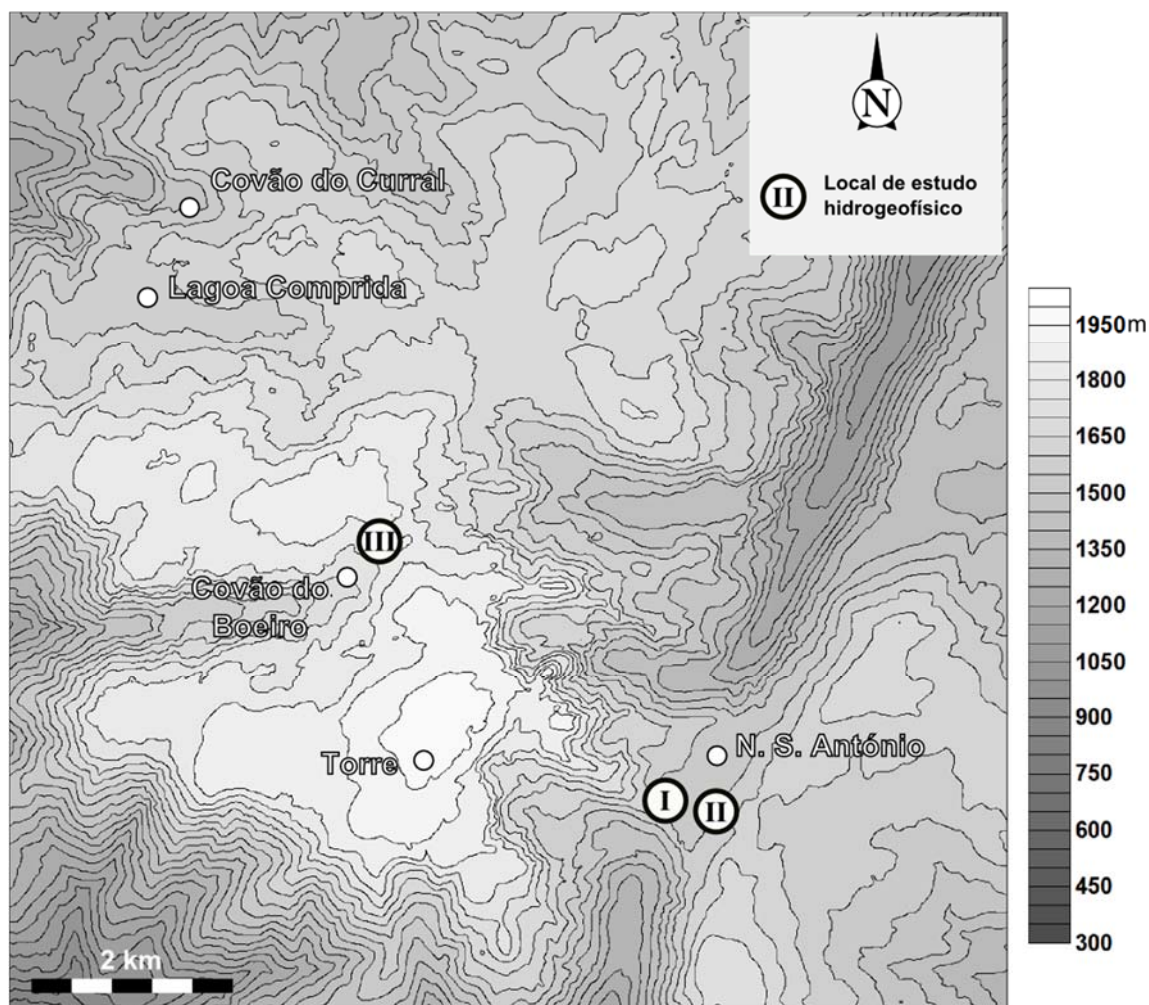 N
II Local de estudo
hidrogeofísico
Covão do Curral
Lagoa Comprida
III
Covão do
Boeiro
Torre
N. S. António
I
II
2 km
1950m
1800
1650
1500
1350
1200
1050
900
750
600
450
300